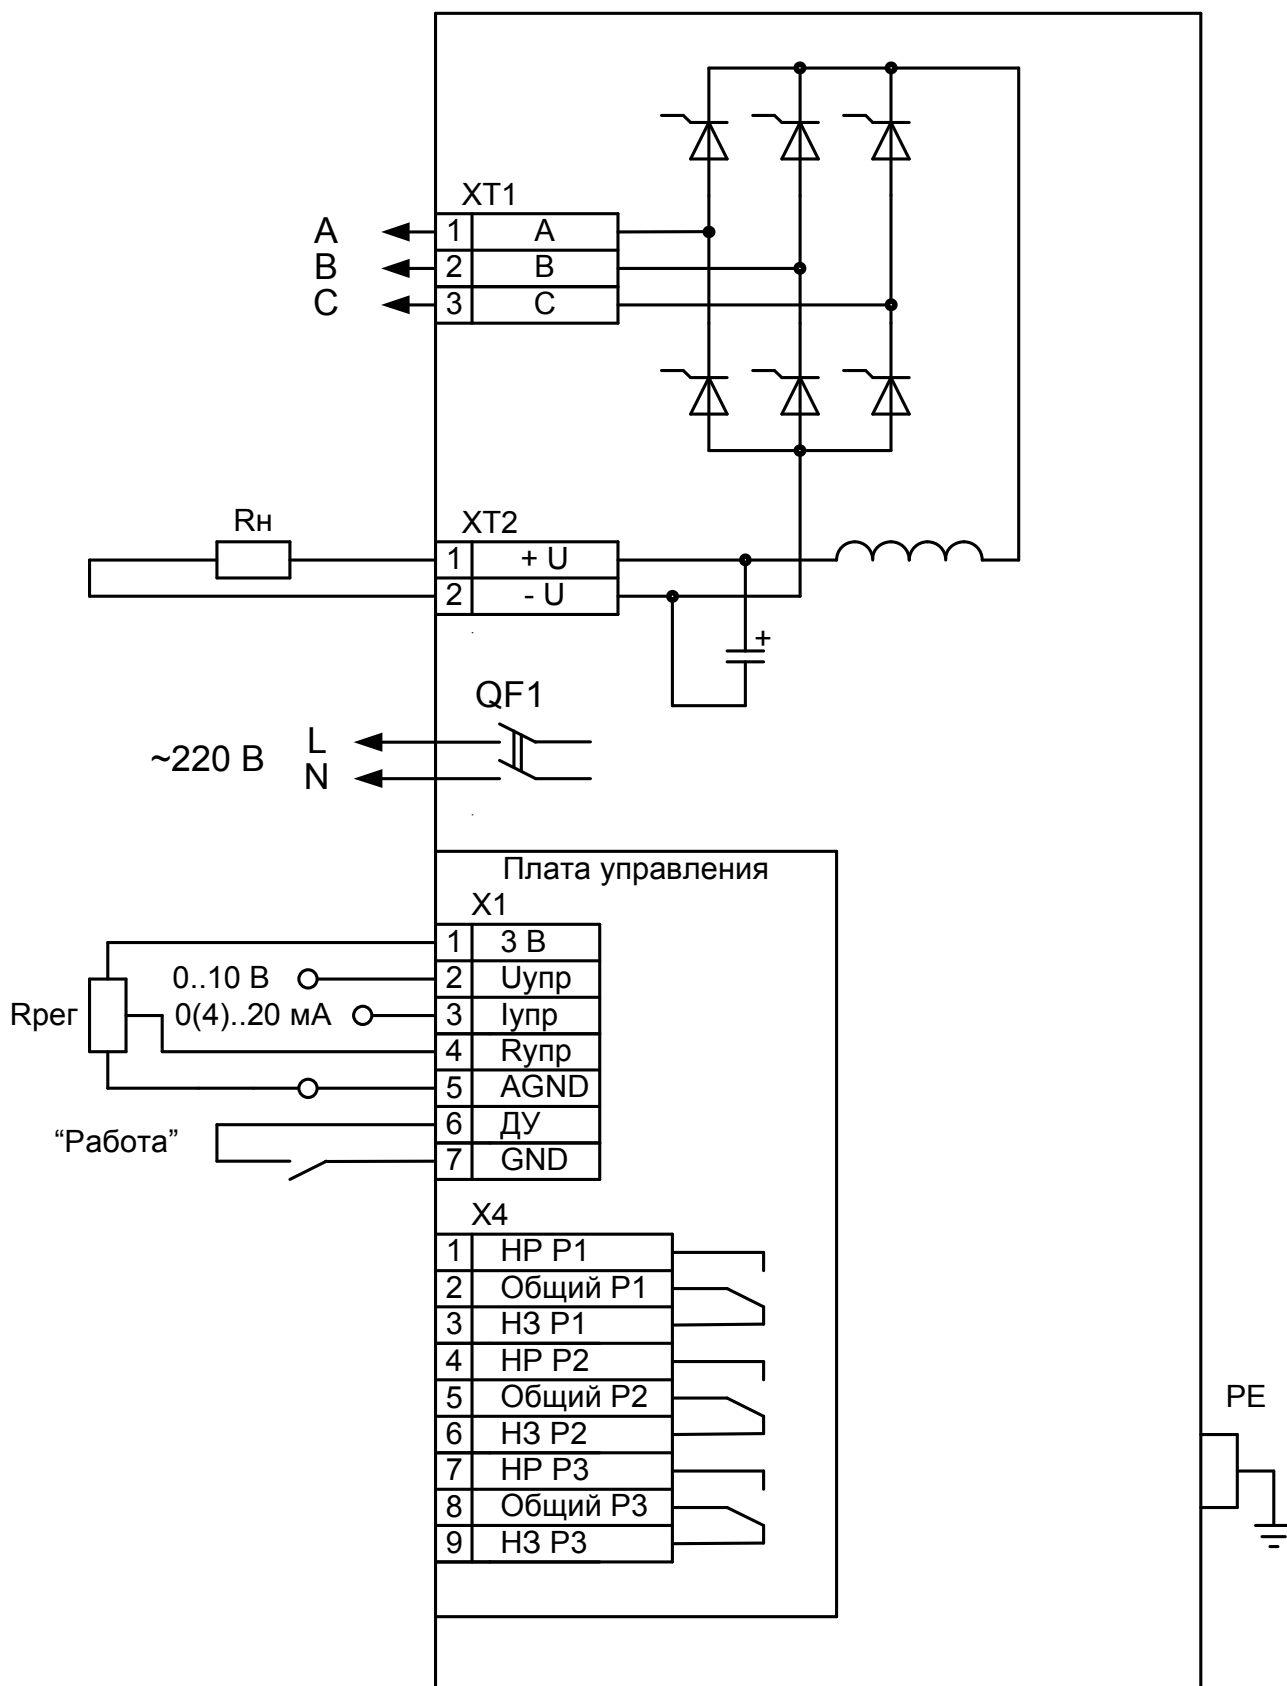 XT1
A 1 A
B 2 B
C 3 C
Rн
XT2
1 + U
2 - U
+
QF1
~220 В
L
N
Плата управления
X1
1 3 В
0..10 В 2 Uупр
Rрег 0(4)..20 мА 3 Iупр
4 Rупр
5 AGND
6 ДУ
“Работа”
7 GND
X4
1 НР Р1
2 Общий Р1
3 НЗ Р1
4 НР Р2
5 Общий Р2
PE
6 НЗ Р2
7 НР Р3
8 Общий Р3
9 НЗ Р3